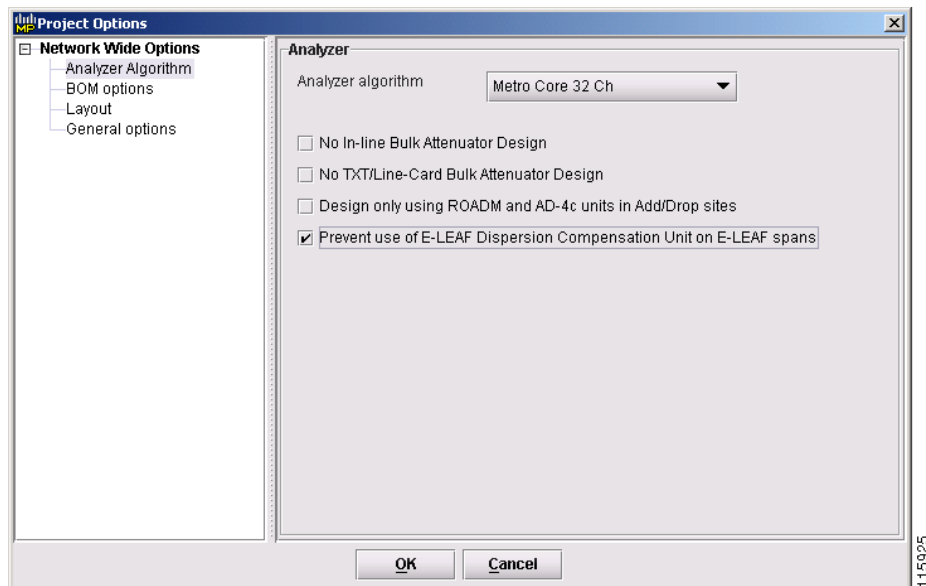 MP Project Options
Network Wide Options
Analyzer Algorithm
BOM options
Layout
General options
Analyzer
Analyzer algorithm
Metro Core 32 Ch
No In-line Bulk Attenuator Design
No TXT/Line-Card Bulk Attenuator Design
Design only using ROADM and AD-4c units in Add/Drop sites
Prevent use of E-LEAF Dispersion Compensation Unit on E-LEAF spans
OK
Cancel
115925